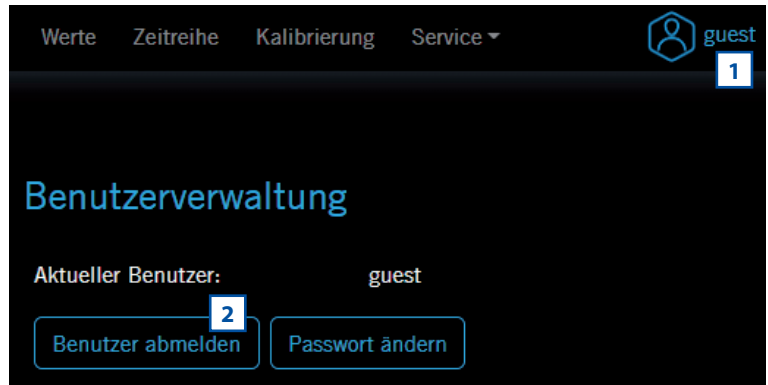 Werte Zeitreihe Kalibrierung Service guest
1
Benutzerverwaltung
Aktueller Benutzer: guest
2
Benutzer abmelden Passwort ändern